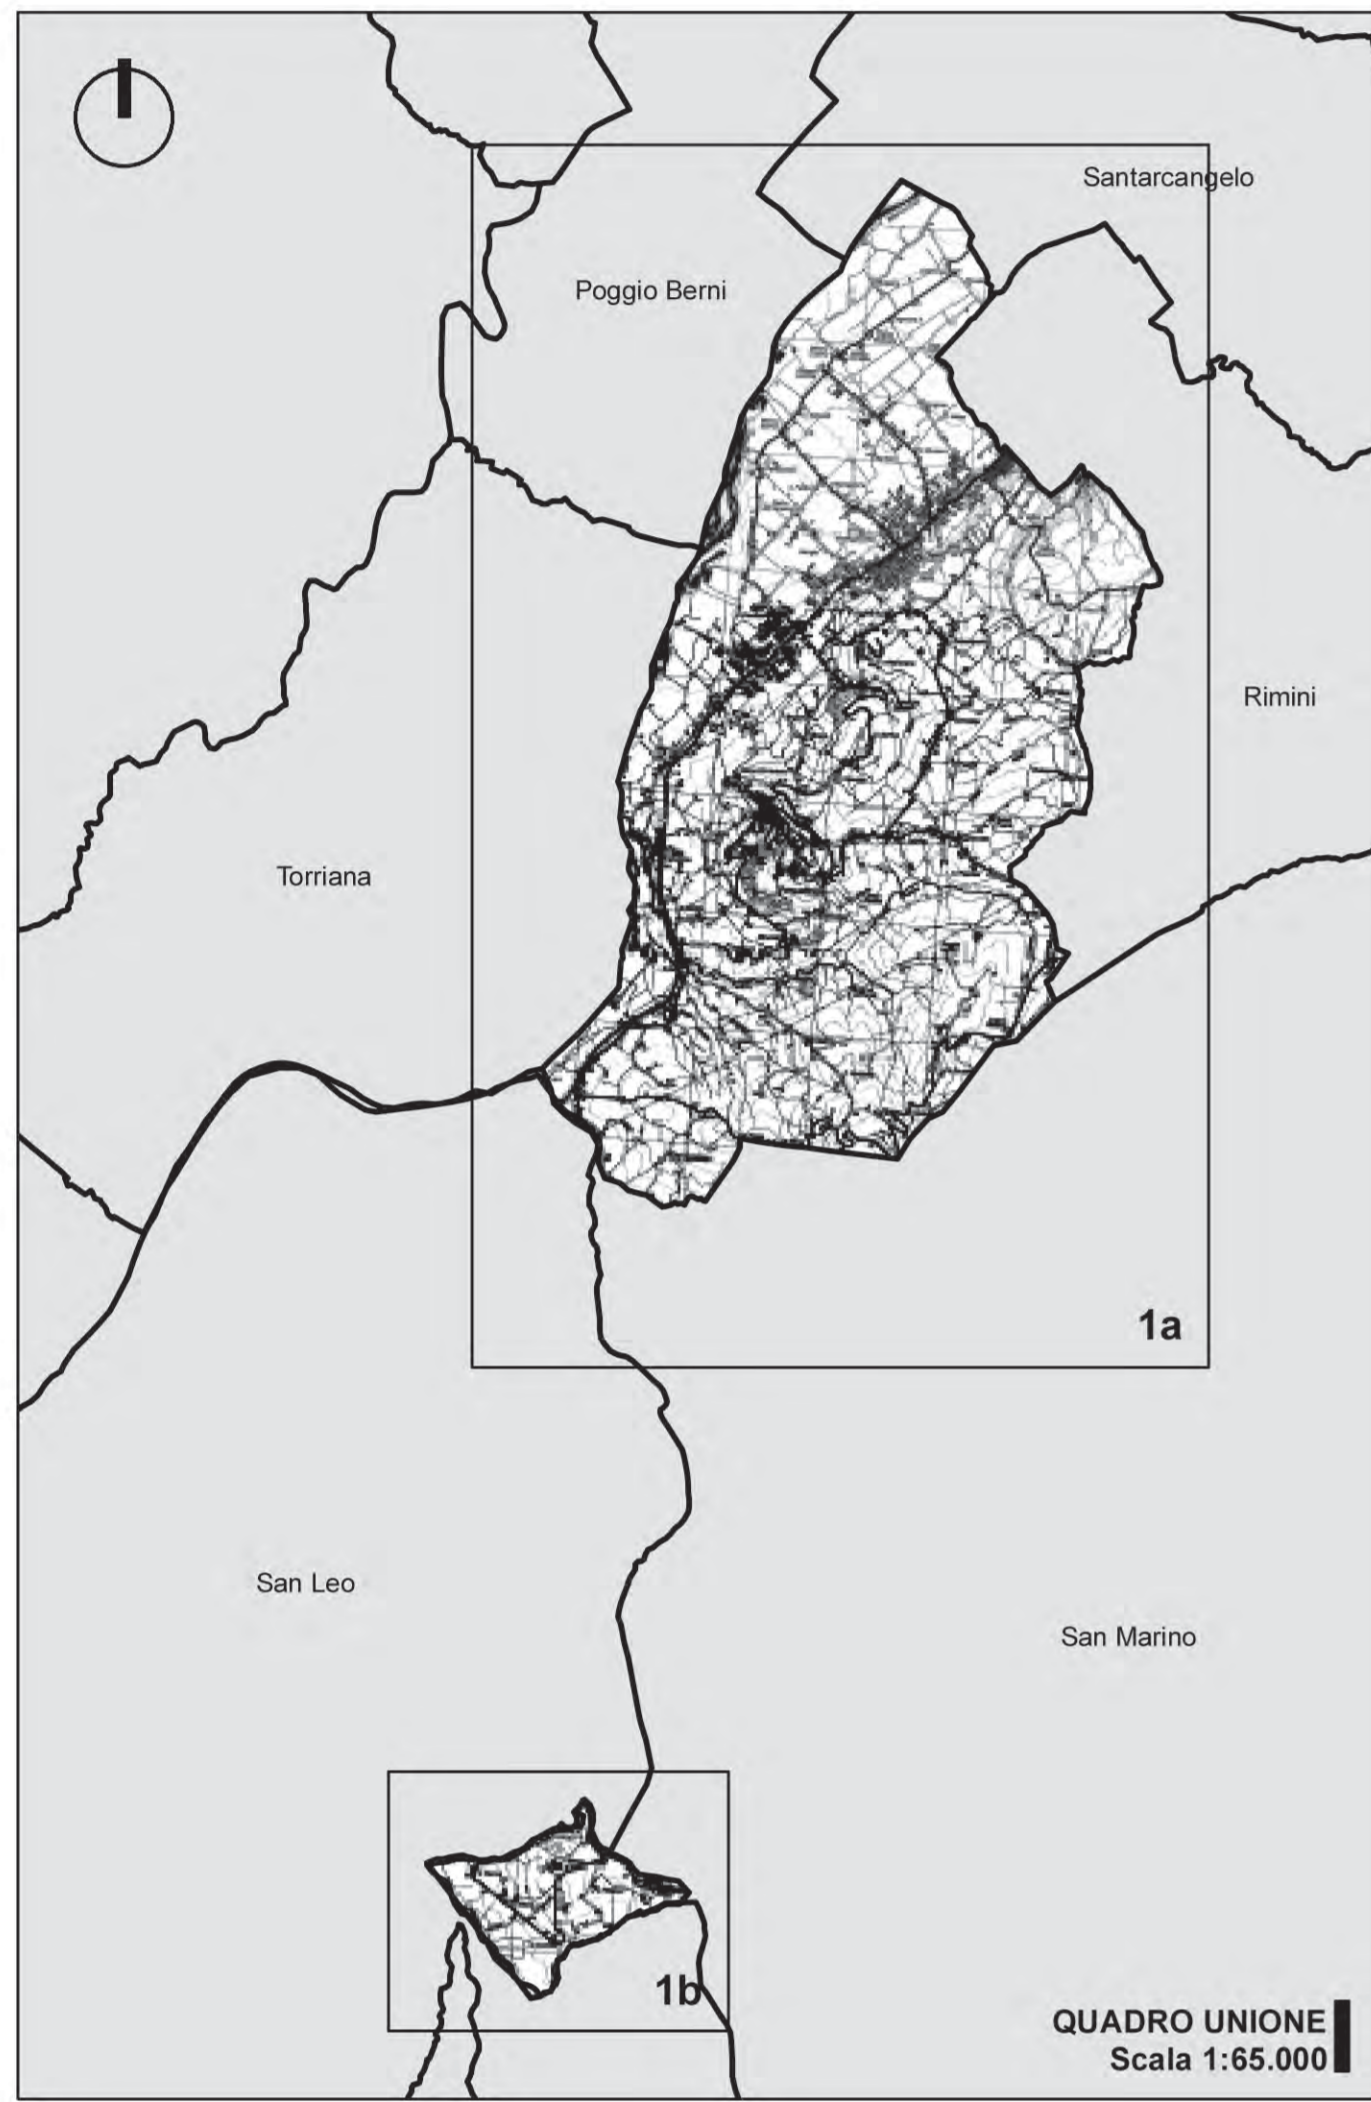 Santarcangelo
Poggio Berni
Rimini
Torriana
1a
San Leo
San Marino
1b
QUADRO UNIONE
Scala 1:65.000